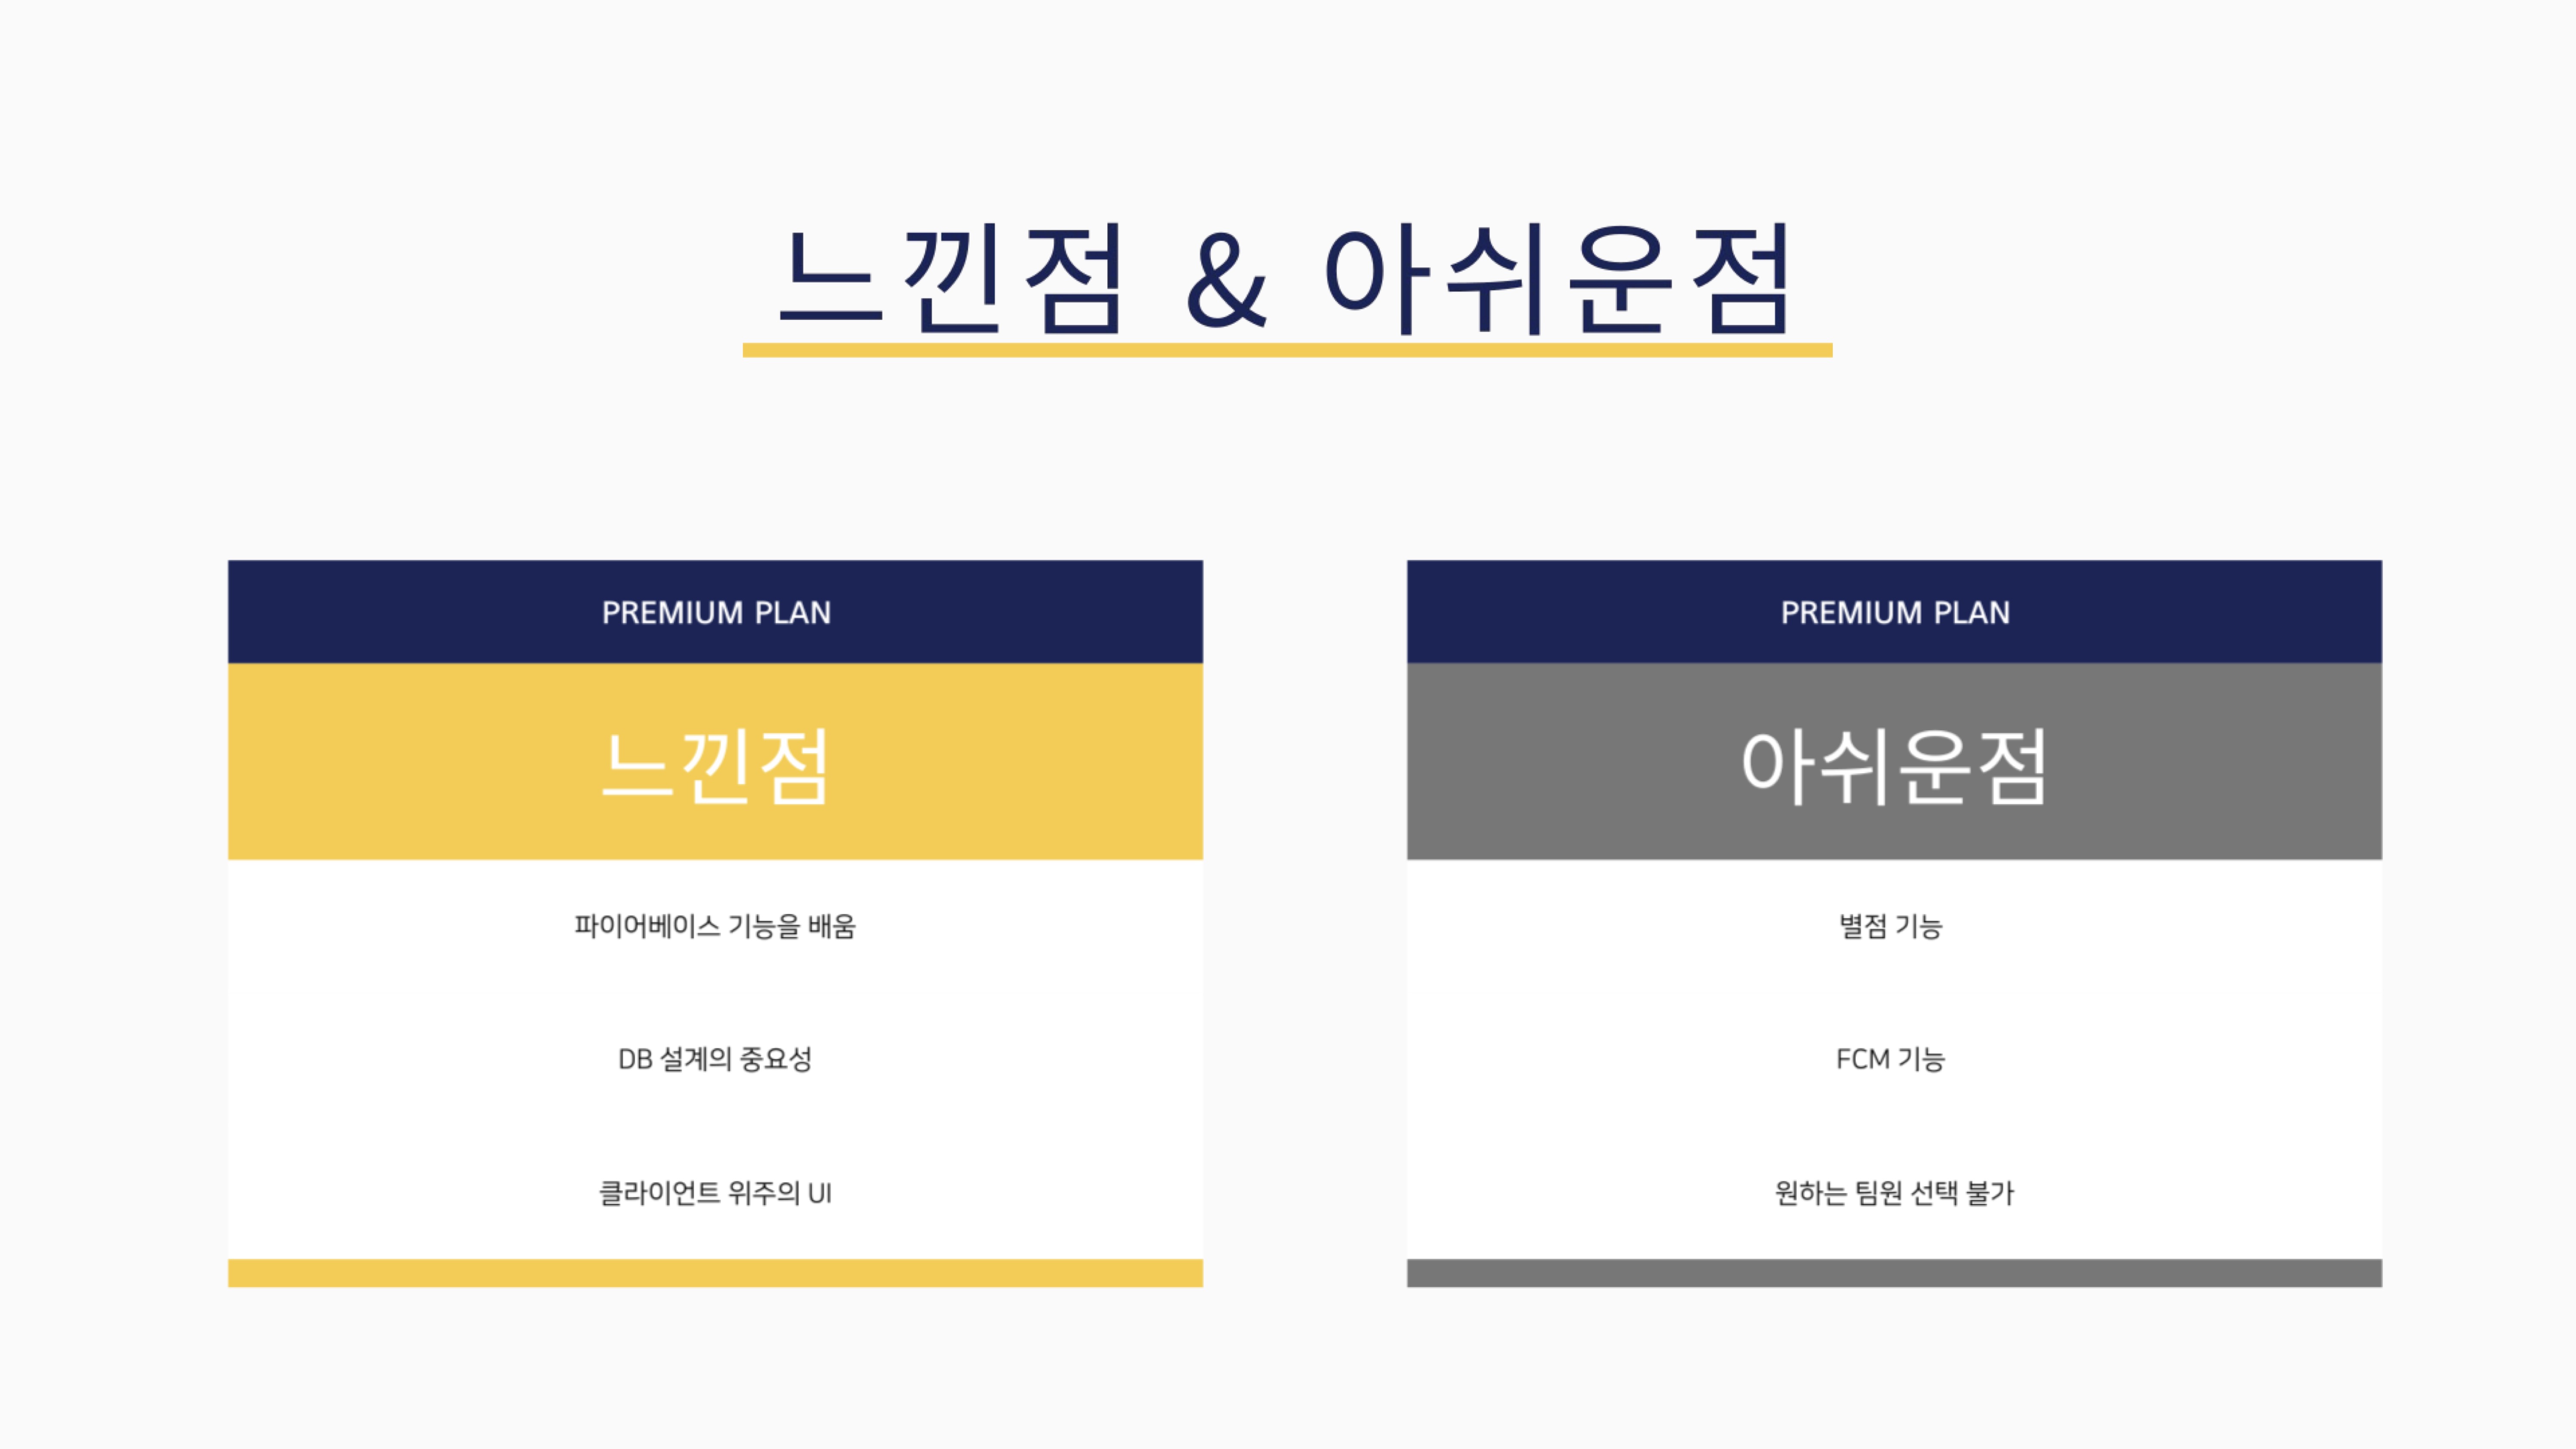 느낀점 & 아쉬운점
PREMIUM PLAN
느낀점
파이어베이스 기능을 배움
DB 설계의 중요성
클라이언트 위주의 UI
PREMIUM PLAN
아쉬운점
별점 기능
FCM 기능
원하는 팀원 선택 불가